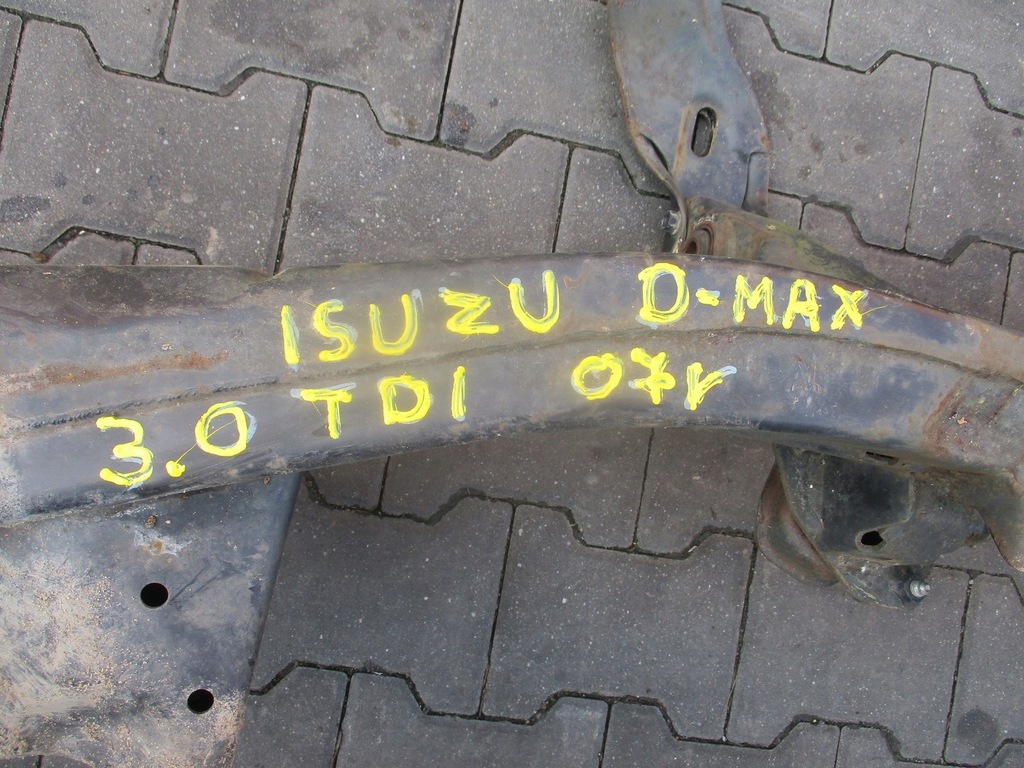 ISUZU D-MAX
3.0 TDI 07r